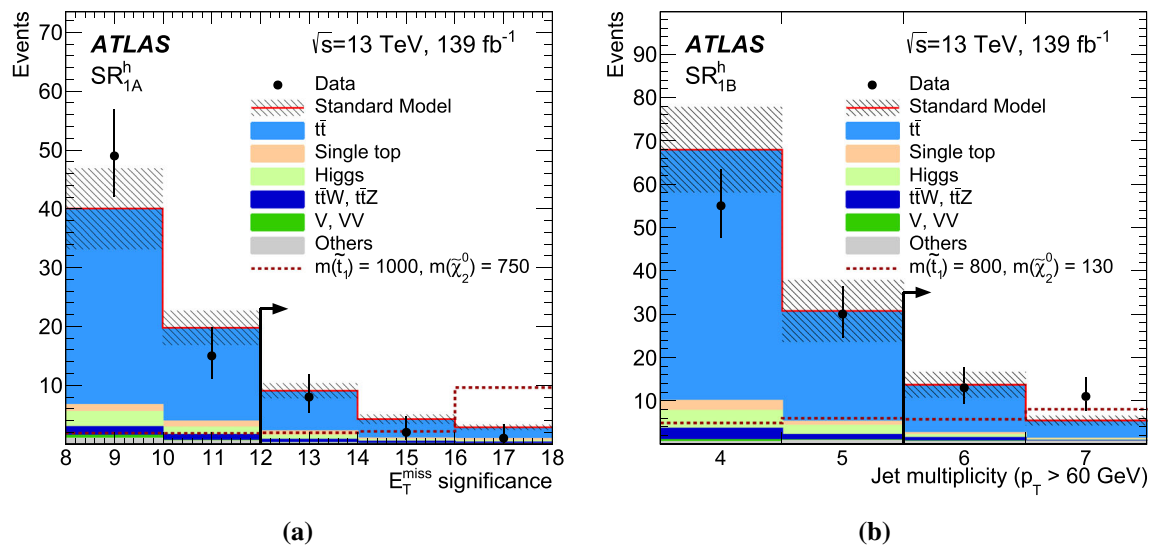 Events
70
60
50
40
30
20
10
ATLAS
√s=13 TeV, 139 fb⁻¹
SRʰ₁A
Data
Standard Model
tt̄
Single top
Higgs
tt̄W, tt̄Z
V, VV
Others
m(t̃₁) = 1000, m(χ̃⁰₂) = 750
8 9 10 11 12 13 14 15 16 17 18
E_T^miss significance
(a)
Events
90
80
70
60
50
40
30
20
10
ATLAS
√s=13 TeV, 139 fb⁻¹
SRʰ₁B
Data
Standard Model
tt̄
Single top
Higgs
tt̄W, tt̄Z
V, VV
Others
m(t̃₁) = 800, m(χ̃⁰₂) = 130
4 5 6 7
Jet multiplicity (p_T > 60 GeV)
(b)